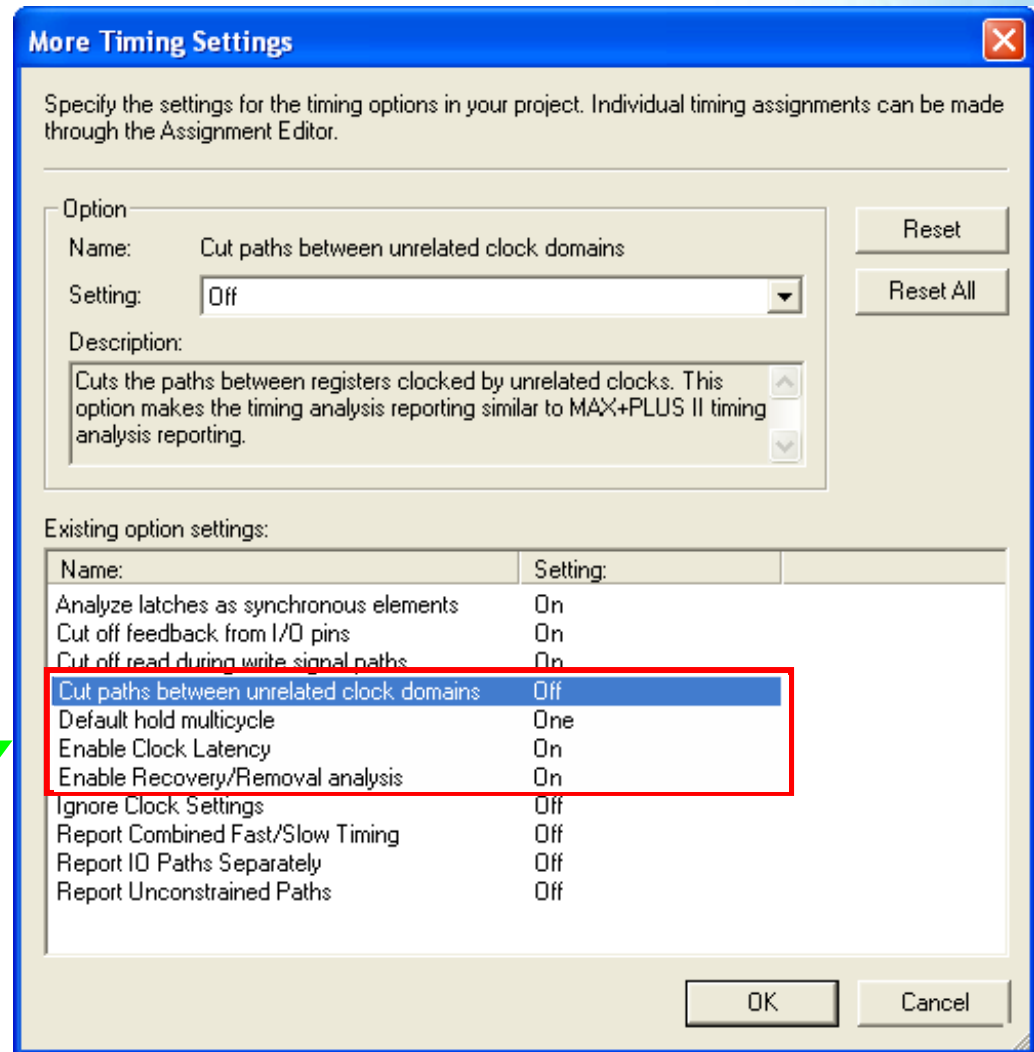 More Timing Settings
Specify the settings for the timing options in your project. Individual timing assignments can be made
through the Assignment Editor.
Option
Name: Cut paths between unrelated clock domains
Reset
Setting: Off
Reset All
Description:
Cuts the paths between registers clocked by unrelated clocks. This
option makes the timing analysis reporting similar to MAX+PLUS II timing
analysis reporting.
Existing option settings:
Name: Setting:
Analyze latches as synchronous elements On
Cut off feedback from I/O pins On
Cut off read during write signal paths On
Cut paths between unrelated clock domains Off
Default hold multicycle One
Enable Clock Latency On
Enable Recovery/Removal analysis On
Ignore Clock Settings Off
Report Combined Fast/Slow Timing Off
Report IO Paths Separately Off
Report Unconstrained Paths Off
OK Cancel